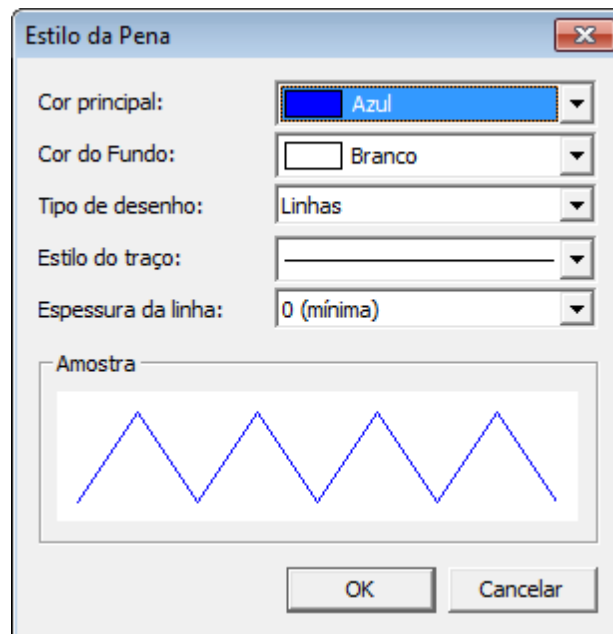 Estilo da Pena
Cor principal: Azul
Cor do Fundo: Branco
Tipo de desenho: Linhas
Estilo do traço:
Espessura da linha: 0 (mínima)
Amostra
OK Cancelar